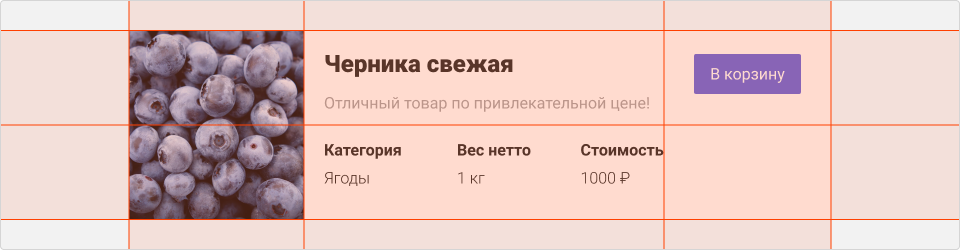 Черника свежая
В корзину
Отличный товар по привлекательной цене!
Категория Вес нетто Стоимость
Ягоды 1 кг 1000 ₽